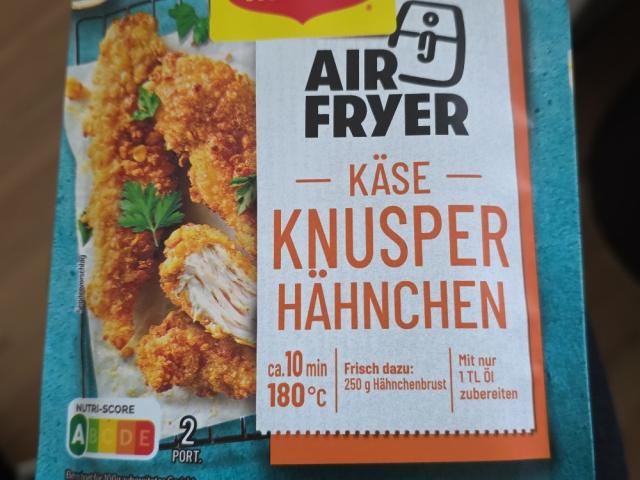 AIR
FRYER
KÄSE
KNUSPER
HÄHNCHEN
ca. 10 min
180 °C
Frisch dazu:
250 g Hähnchenbrust
Mit nur
1 TL Öl
zubereiten
NUTRI-SCORE
ABCDE
2
PORT.